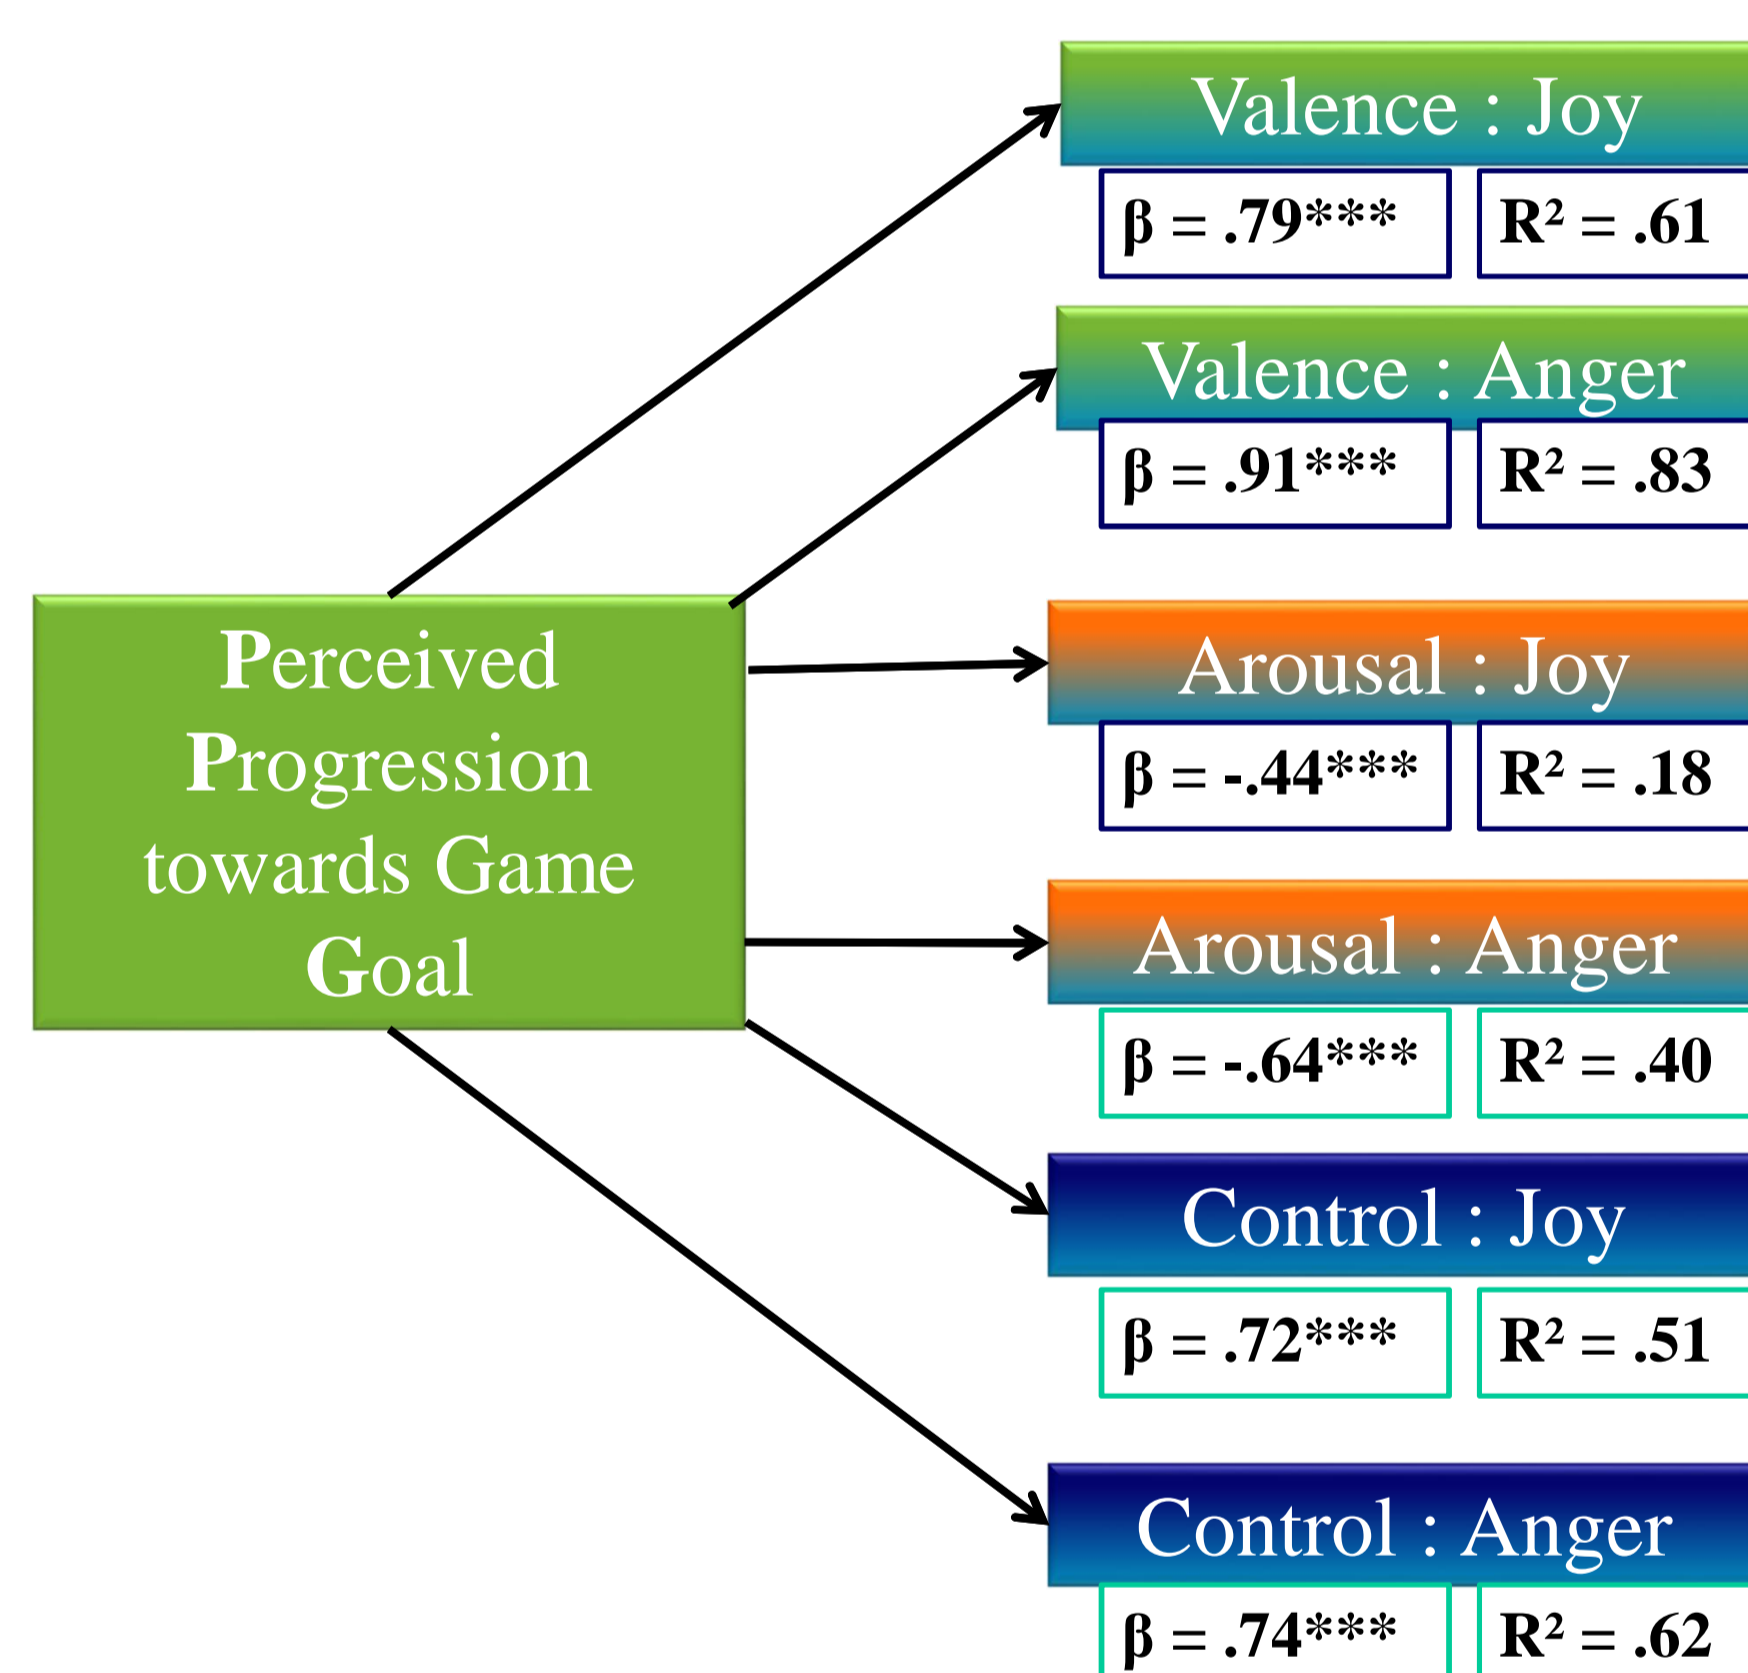 Valence : Joy
β = .79*** R² = .61
Valence : Anger
β = .91*** R² = .83
Perceived
Progression
towards Game
Goal
Arousal : Joy
β = -.44*** R² = .18
Arousal : Anger
β = -.64*** R² = .40
Control : Joy
β = .72*** R² = .51
Control : Anger
β = .74*** R² = .62